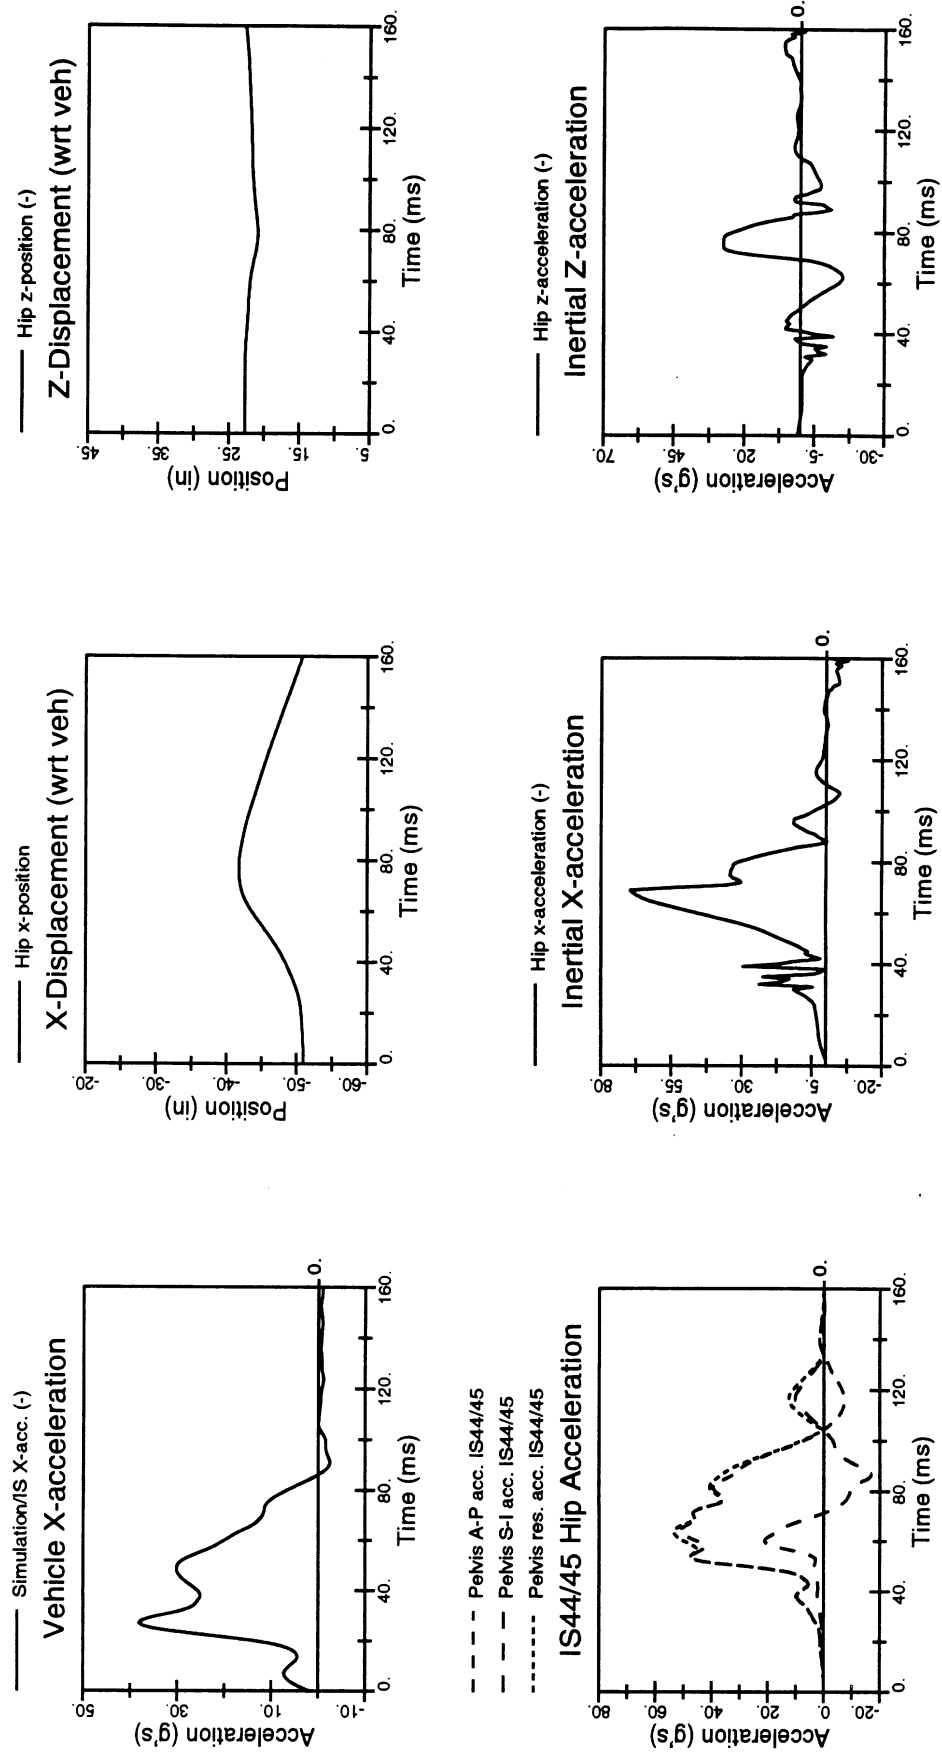 Simulation/IS X-acc. (-)
Vehicle X-acceleration
Acceleration (g's)
50.
30.
10.
-10.
0.
0.
40.
80.
120.
160.
Time (ms)
Hip x-position
X-Displacement (wrt veh)
Position (in)
-20.
-30.
-40.
-50.
-60.
0.
40.
80.
120.
160.
Time (ms)
Hip z-position (-)
Z-Displacement (wrt veh)
Position (in)
45.
35.
25.
15.
5.
0.
40.
80.
120.
160.
Time (ms)
Pelvis A-P acc. IS44/45
Pelvis S-I acc. IS44/45
Pelvis res. acc. IS44/45
IS44/45 Hip Acceleration
Acceleration (g's)
80.
60.
40.
20.
0.
-20.
0.
0.
40.
80.
120.
160.
Time (ms)
Hip x-acceleration (-)
Inertial X-acceleration
Acceleration (g's)
80.
55.
30.
5.
-20.
0.
0.
40.
80.
120.
160.
Time (ms)
Hip z-acceleration (-)
Inertial Z-acceleration
Acceleration (g's)
70.
45.
20.
-5.
-30.
0.
0.
40.
80.
120.
160.
Time (ms)